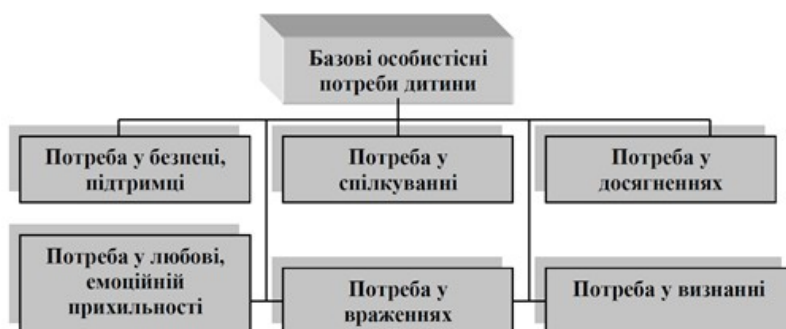 Базові особистісні
потреби дитини
Потреба у безпеці,
підтримці
Потреба у
спілкуванні
Потреба у
досягненнях
Потреба у любові,
емоційній
прихильності
Потреба у
враженнях
Потреба у визнанні